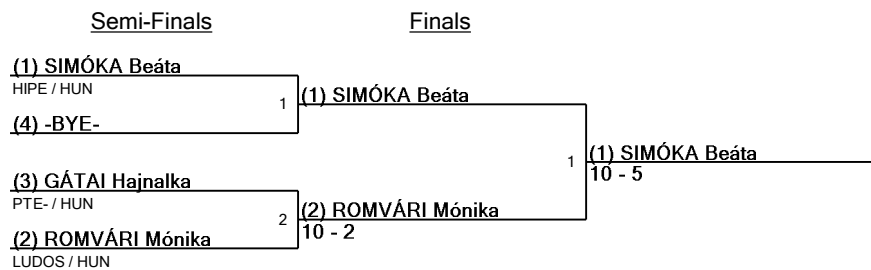 Semi-Finals
Finals
(1) SIMÓKA Beáta
HIPE / HUN
1
(1) SIMÓKA Beáta
(4) -BYE-
1
(1) SIMÓKA Beáta
10 - 5
(3) GÁTAI Hajnalka
PTE- / HUN
2
(2) ROMVÁRI Mónika
10 - 2
(2) ROMVÁRI Mónika
LUDOS / HUN